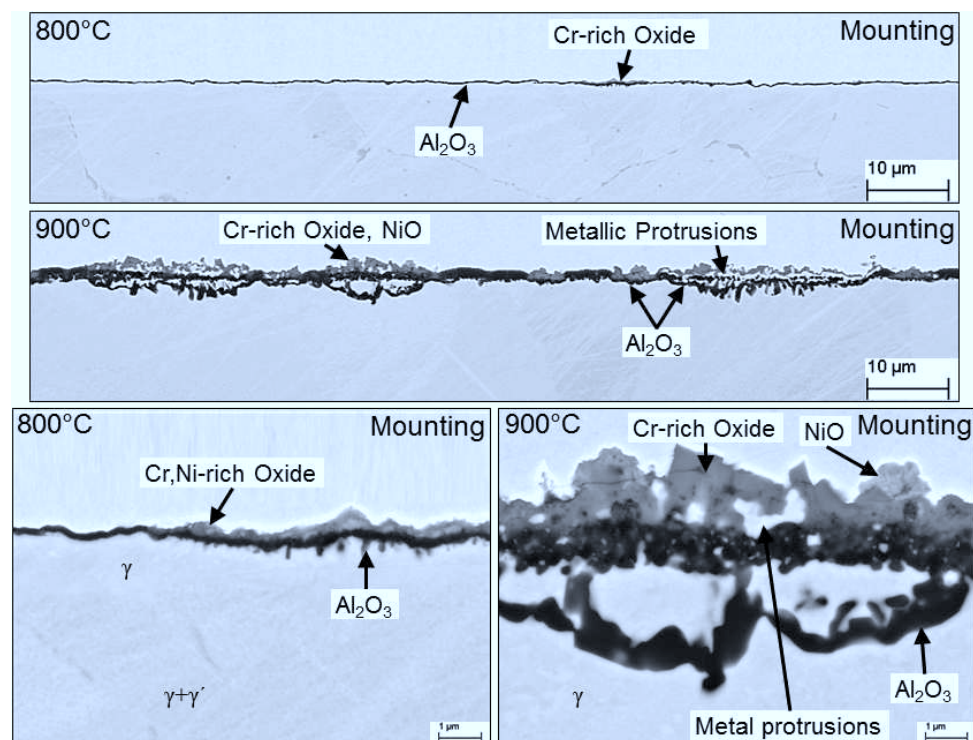 800°C
Cr-rich Oxide
Mounting
Al₂O₃
10 µm
900°C
Cr-rich Oxide, NiO
Metallic Protrusions
Mounting
Al₂O₃
10 µm
800°C
Mounting
Cr,Ni-rich Oxide
γ
Al₂O₃
γ+γ´
1 µm
900°C
Cr-rich Oxide
NiO
Mounting
Al₂O₃
γ
Metal protrusions
1 µm